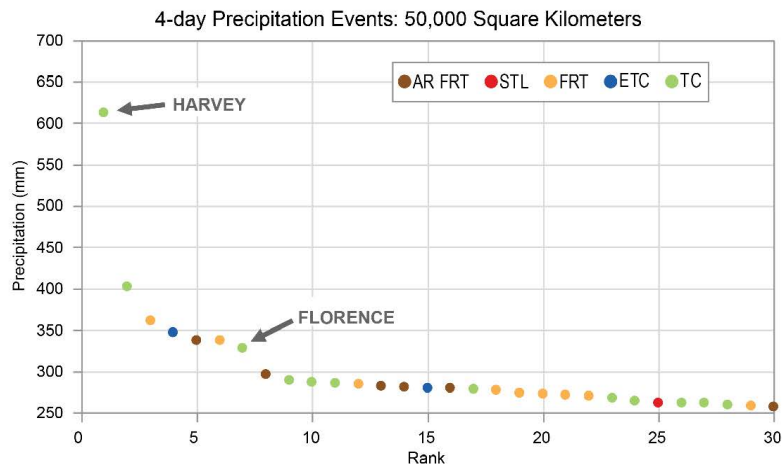 4-day Precipitation Events: 50,000 Square Kilometers
700
650
600
550
500
450
400
350
300
250
Precipitation (mm)
AR FRT STL FRT ETC TC
HARVEY
FLORENCE
0 5 10 15 20 25 30
Rank